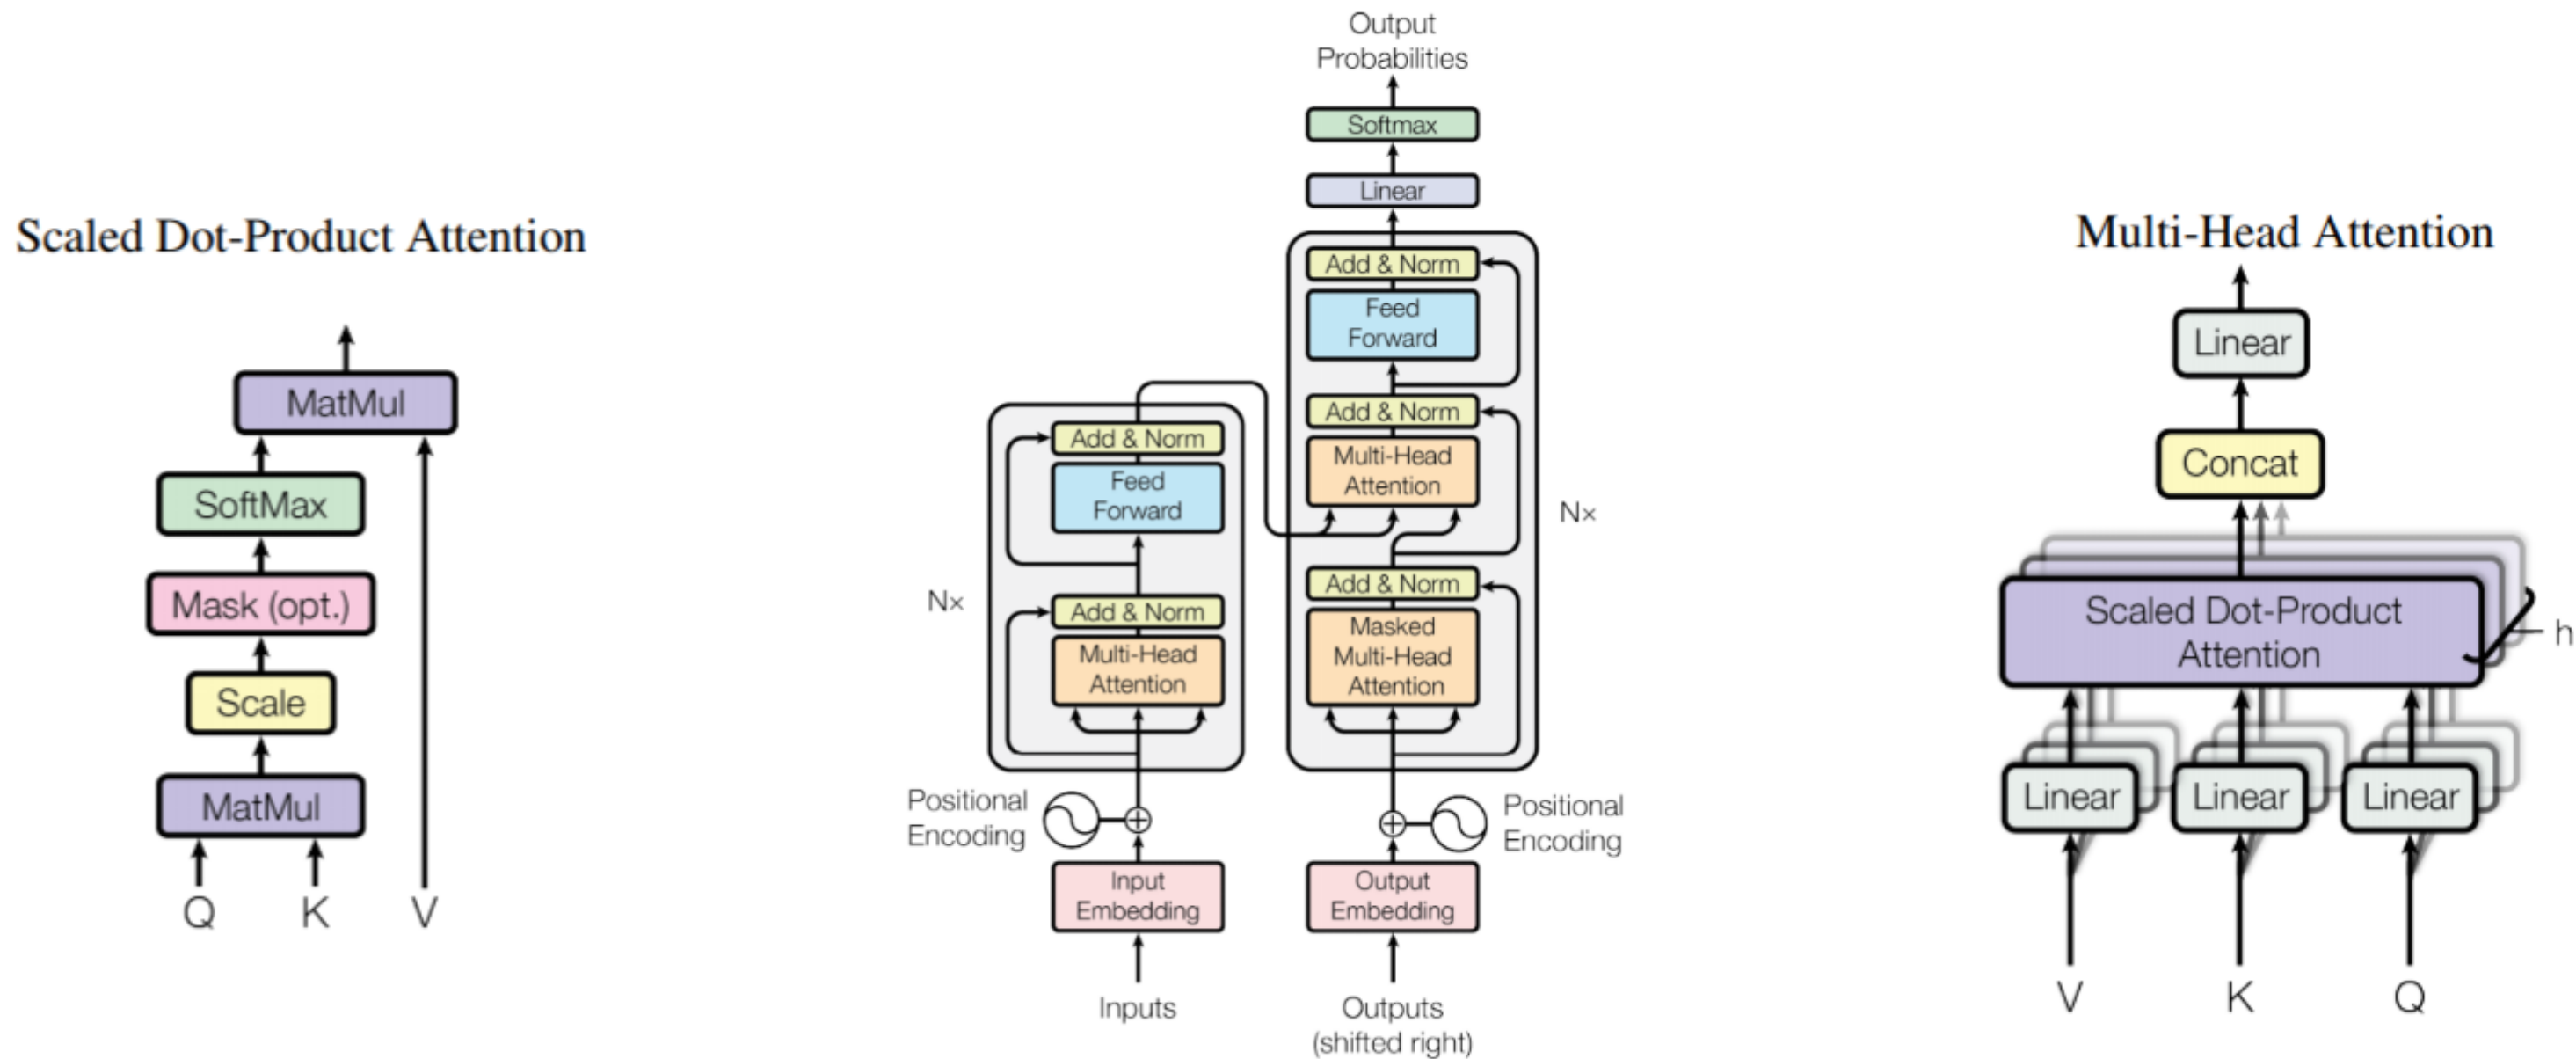 Scaled Dot-Product Attention
MatMul
SoftMax
Mask (opt.)
Scale
MatMul
Q K V
Output
Probabilities
Softmax
Linear
Add & Norm
Feed
Forward
Add & Norm
Multi-Head
Attention
Add & Norm
Masked
Multi-Head
Attention
Nx
Add & Norm
Feed
Forward
Add & Norm
Multi-Head
Attention
Nx
Positional
Encoding
Positional
Encoding
Input
Embedding
Output
Embedding
Inputs
Outputs
(shifted right)
Multi-Head Attention
Linear
Concat
Scaled Dot-Product
Attention
h
Linear Linear Linear
V K Q